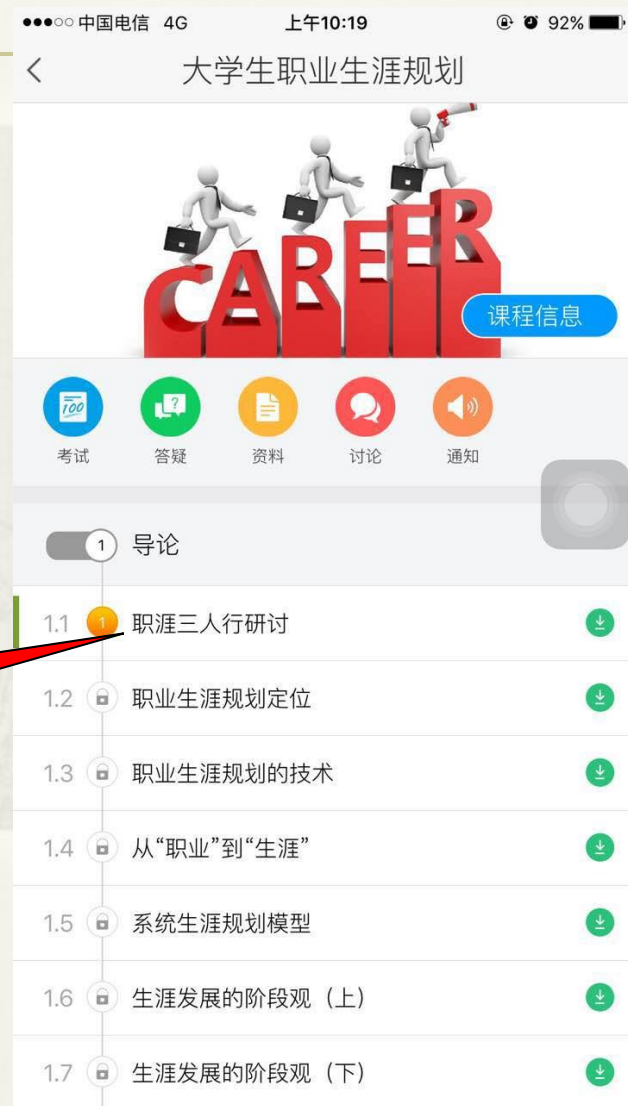 中国电信 4G 上午10:19 92%
大学生职业生涯规划
CAREER
课程信息
100 ?
考试 答疑 资料 讨论 通知
1 导论
1.1 1 职涯三人行研讨
1.2 职业生涯规划定位
1.3 职业生涯规划的技术
1.4 从“职业”到“生涯”
1.5 系统生涯规划模型
1.6 生涯发展的阶段观（上）
1.7 生涯发展的阶段观（下）